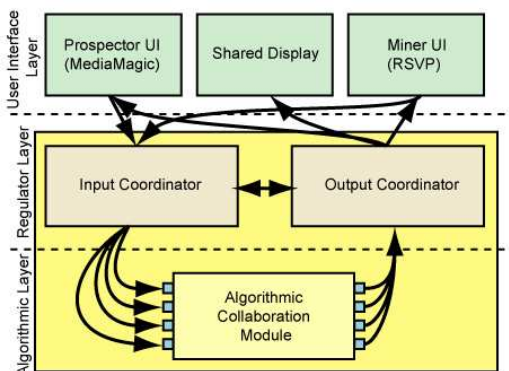 User Interface
Layer
Prospector UI
(MediaMagic)
Shared Display
Miner UI
(RSVP)
Regulator Layer
Input Coordinator
Output Coordinator
Algorithmic Layer
Algorithmic
Collaboration
Module